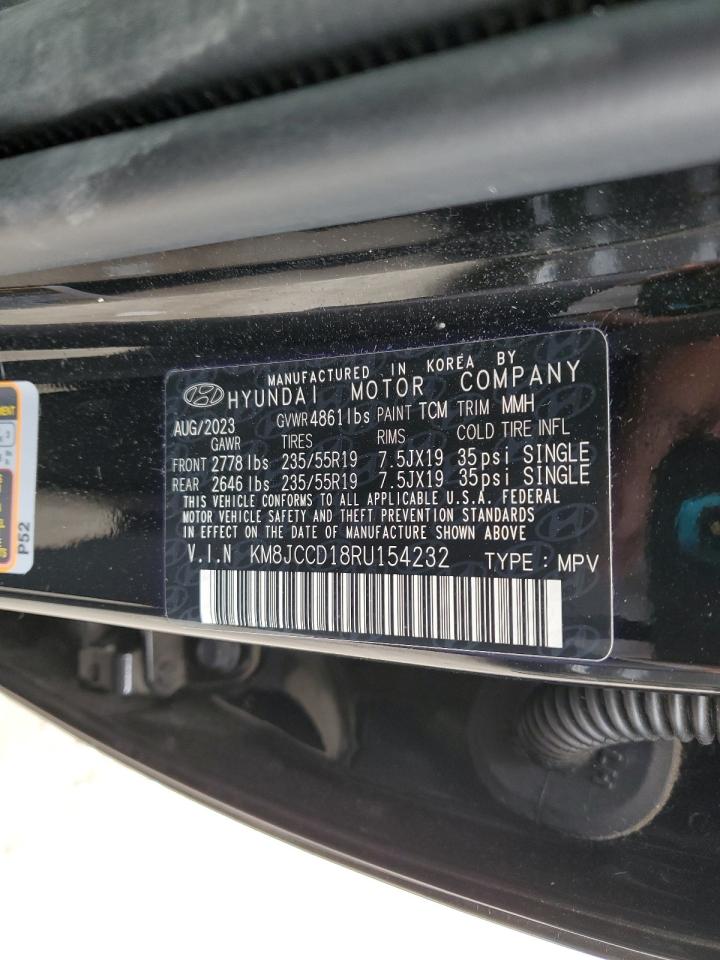 MANUFACTURED IN KOREA BY
HYUNDAI MOTOR COMPANY
AUG/2023 GVWR 4861lbs PAINT TCM TRIM MMH
GAWR TIRES RIMS COLD TIRE INFL
FRONT 2778 lbs 235/55R19 7.5JX19 35psi SINGLE
REAR 2646 lbs 235/55R19 7.5JX19 35psi SINGLE
THIS VEHICLE CONFORMS TO ALL APPLICABLE U.S.A. FEDERAL
MOTOR VEHICLE SAFETY AND THEFT PREVENTION STANDARDS
IN EFFECT ON THE DATE OF MANUFACTURE SHOWN ABOVE
V.I.N KM8JCCD18RU154232 TYPE : MPV
P52